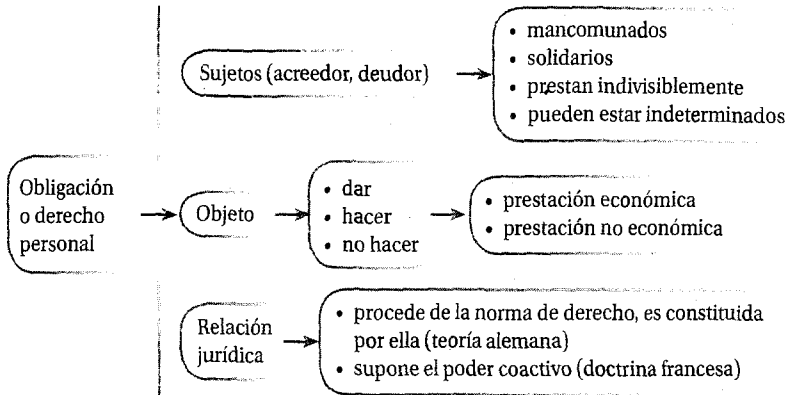 Obligación
o derecho
personal
Sujetos (acreedor, deudor)
• mancomunados
• solidarios
• prestan indivisiblemente
• pueden estar indeterminados
Objeto
• dar
• hacer
• no hacer
• prestación económica
• prestación no económica
Relación
jurídica
• procede de la norma de derecho, es constituida
por ella (teoría alemana)
• supone el poder coactivo (doctrina francesa)